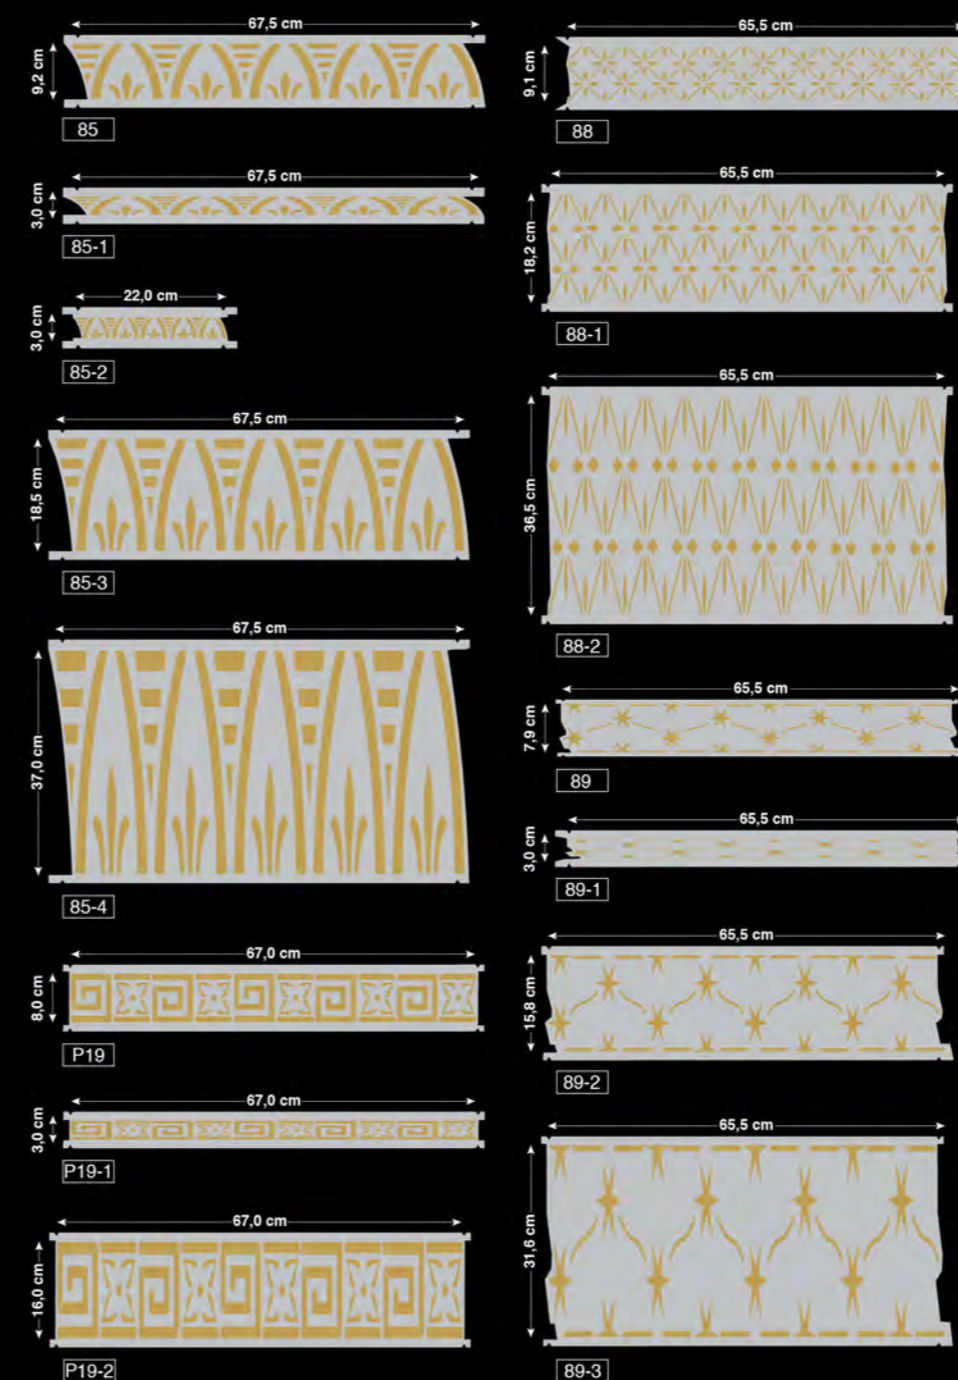 67,5 cm
9,2 cm
85
67,5 cm
3,0 cm
85-1
22,0 cm
3,0 cm
85-2
67,5 cm
18,5 cm
85-3
67,5 cm
37,0 cm
85-4
67,0 cm
8,0 cm
P19
67,0 cm
3,0 cm
P19-1
67,0 cm
16,0 cm
P19-2
65,5 cm
9,1 cm
88
65,5 cm
18,2 cm
88-1
65,5 cm
36,5 cm
88-2
65,5 cm
7,9 cm
89
65,5 cm
3,0 cm
89-1
65,5 cm
15,8 cm
89-2
65,5 cm
31,6 cm
89-3